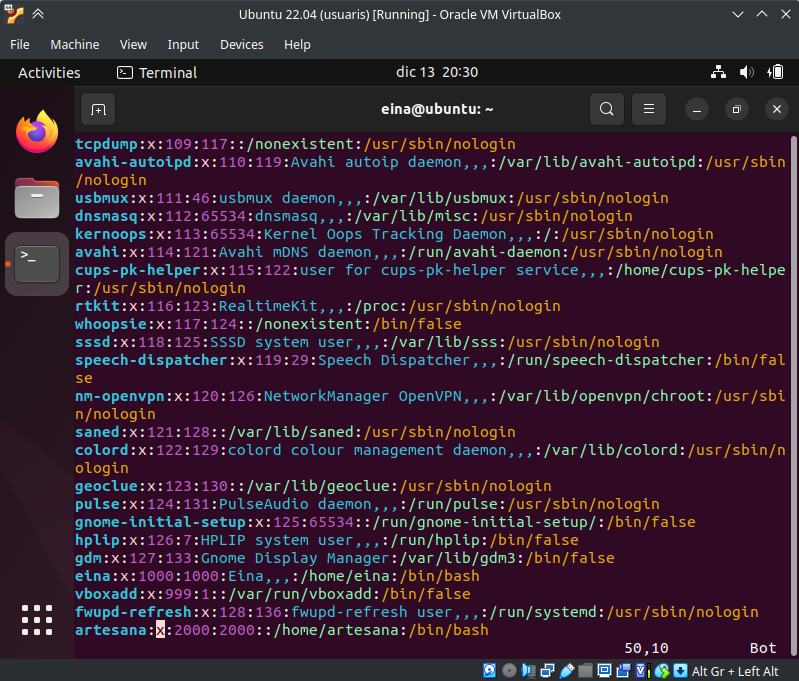 Ubuntu 22.04 (usuaris) [Running] - Oracle VM VirtualBox
File Machine View Input Devices Help
Activities Terminal dic 13 20:30
eina@ubuntu: ~
tcpdump:x:109:117::/nonexistent:/usr/sbin/nologin
avahi-autoipd:x:110:119:Avahi autoip daemon,,,:/var/lib/avahi-autoipd:/usr/sbin
/nologin
usbmux:x:111:46:usbmux daemon,,,:/var/lib/usbmux:/usr/sbin/nologin
dnsmasq:x:112:65534:dnsmasq,,,:/var/lib/misc:/usr/sbin/nologin
kernoops:x:113:65534:Kernel Oops Tracking Daemon,,,:/:/usr/sbin/nologin
avahi:x:114:121:Avahi mDNS daemon,,,:/run/avahi-daemon:/usr/sbin/nologin
cups-pk-helper:x:115:122:user for cups-pk-helper service,,,:/home/cups-pk-helpe
r:/usr/sbin/nologin
rtkit:x:116:123:RealtimeKit,,,:/proc:/usr/sbin/nologin
whoopsie:x:117:124::/nonexistent:/bin/false
sssd:x:118:125:SSSD system user,,,:/var/lib/sss:/usr/sbin/nologin
speech-dispatcher:x:119:29:Speech Dispatcher,,,:/run/speech-dispatcher:/bin/fal
se
nm-openvpn:x:120:126:NetworkManager OpenVPN,,,:/var/lib/openvpn/chroot:/usr/sbi
n/nologin
saned:x:121:128::/var/lib/saned:/usr/sbin/nologin
colord:x:122:129:colord colour management daemon,,,:/var/lib/colord:/usr/sbin/n
ologin
geoclue:x:123:130::/var/lib/geoclue:/usr/sbin/nologin
pulse:x:124:131:PulseAudio daemon,,,:/run/pulse:/usr/sbin/nologin
gnome-initial-setup:x:125:65534::/run/gnome-initial-setup/:/bin/false
hplip:x:126:7:HPLIP system user,,,:/run/hplip:/bin/false
gdm:x:127:133:Gnome Display Manager:/var/lib/gdm3:/bin/false
eina:x:1000:1000:Eina,,,:/home/eina:/bin/bash
vboxadd:x:999:1::/var/run/vboxadd:/bin/false
fwupd-refresh:x:128:136:fwupd-refresh user,,,:/run/systemd:/usr/sbin/nologin
artesana:x:2000:2000::/home/artesana:/bin/bash
50,10 Bot
Alt Gr + Left Alt